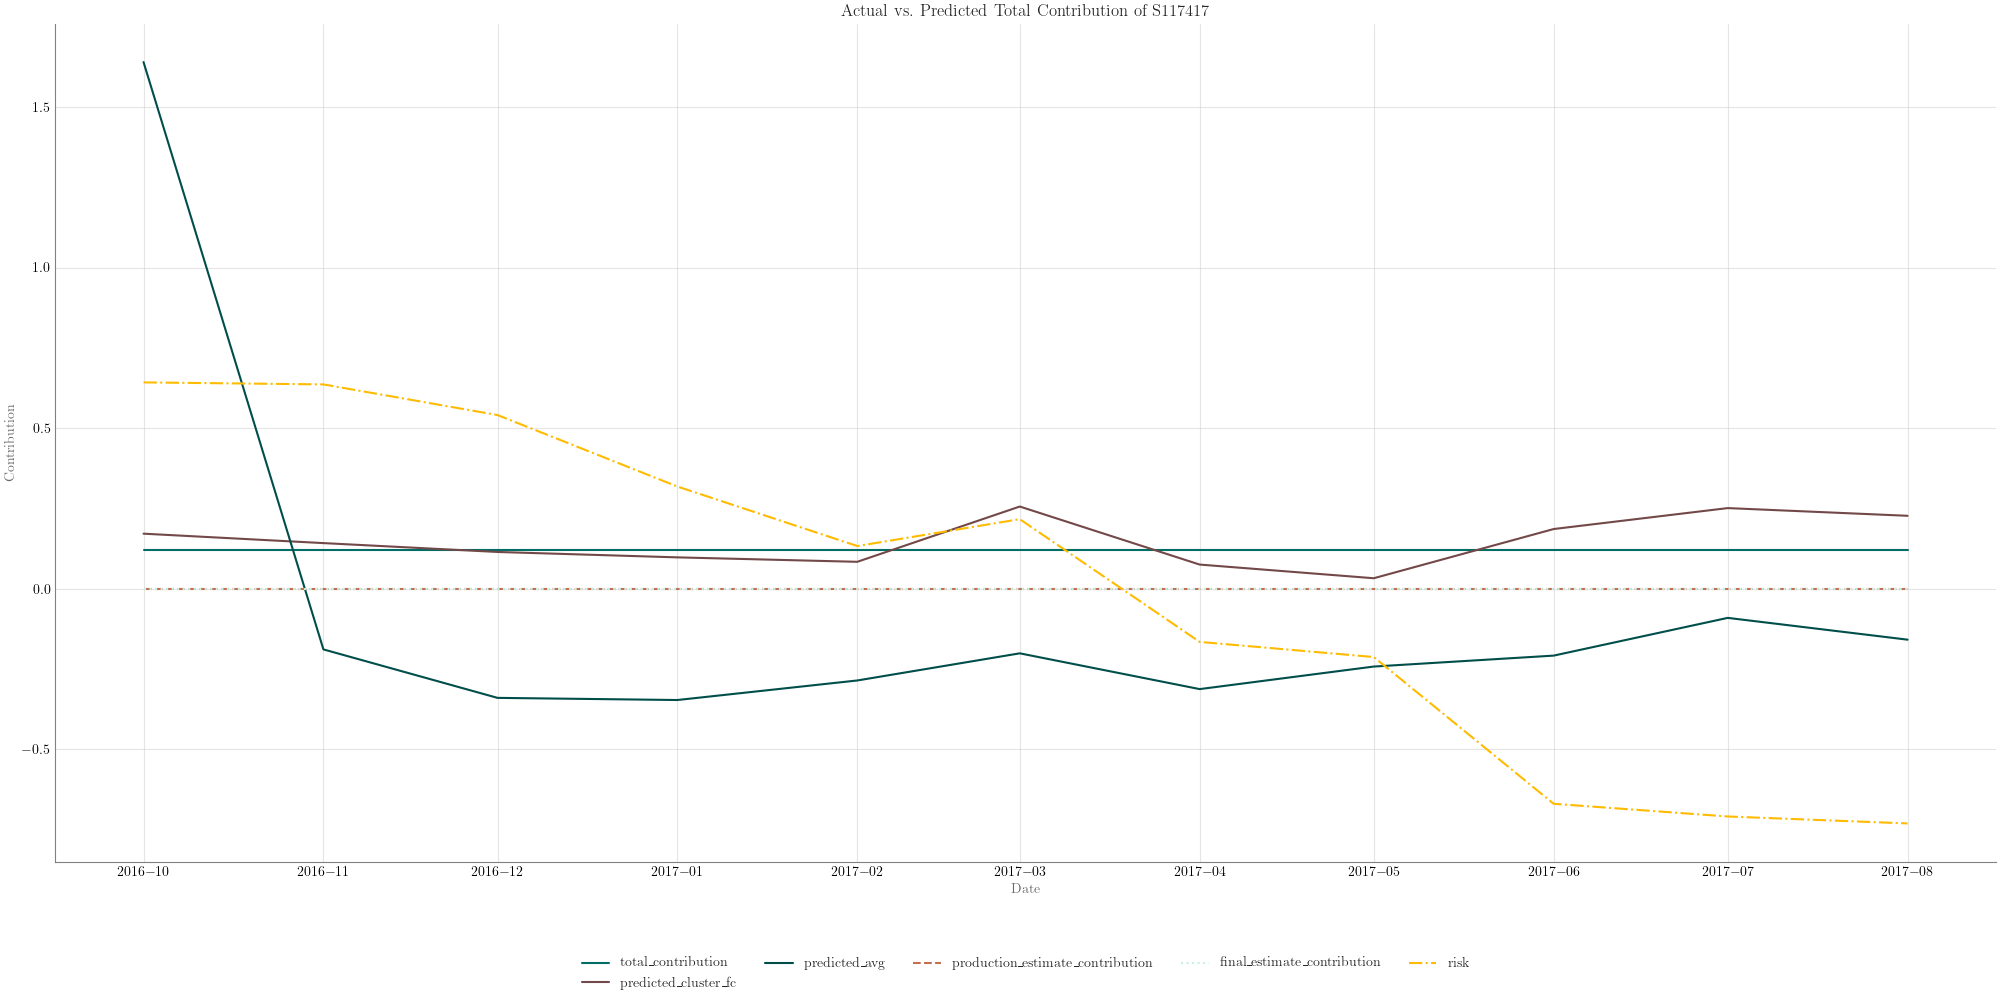 Actual vs. Predicted Total Contribution of S117417
1.5
1.0
0.5
0.0
−0.5
Contribution
2016−10 2016−11 2016−12 2017−01 2017−02 2017−03 2017−04 2017−05 2017−06 2017−07 2017−08
Date
total_contribution predicted_avg production_estimate_contribution final_estimate_contribution risk
predicted_cluster_fc